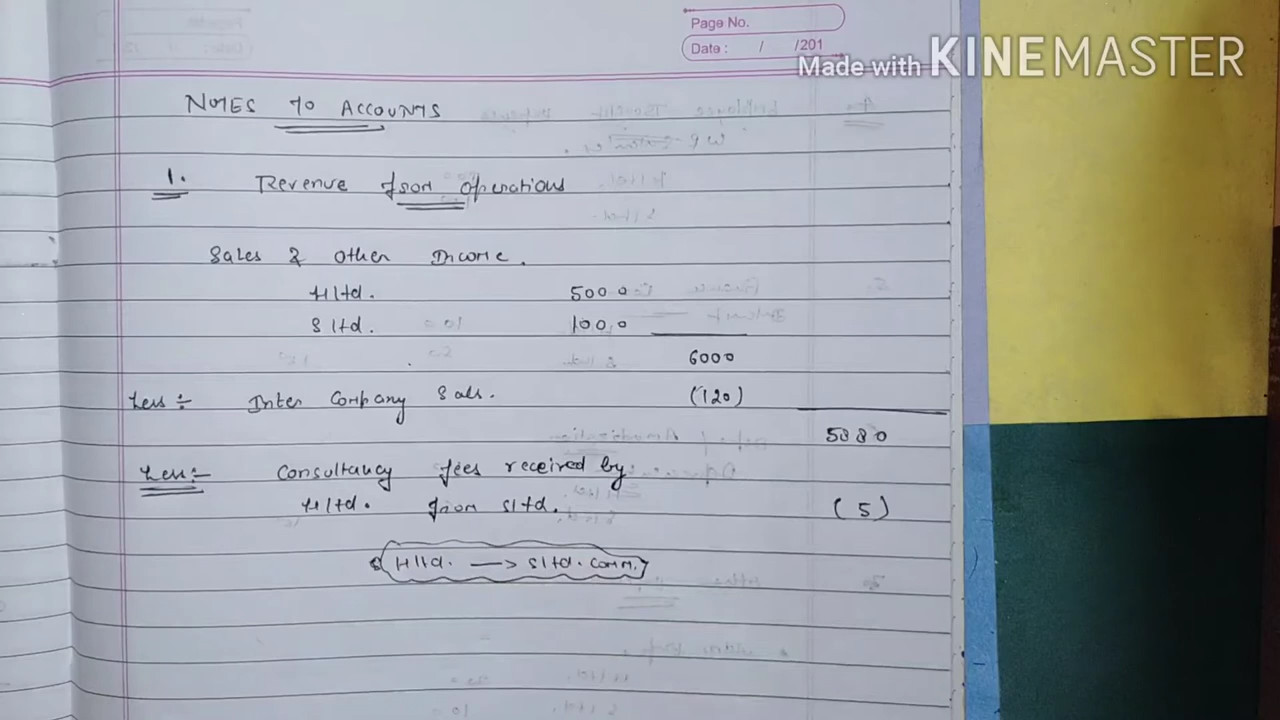 Page No.
Date : / /201
Made with KINEMASTER
NOTES TO ACCOUNTS
1. Revenue from Operations
Sales & Other Income.
H ltd. 5000
S ltd. 1000
6000
Less :- Inter Company Sales. (120)
5880
Less :- Consultancy fees received by
H ltd. from S ltd. (5)
H ltd. → S ltd. Comm.